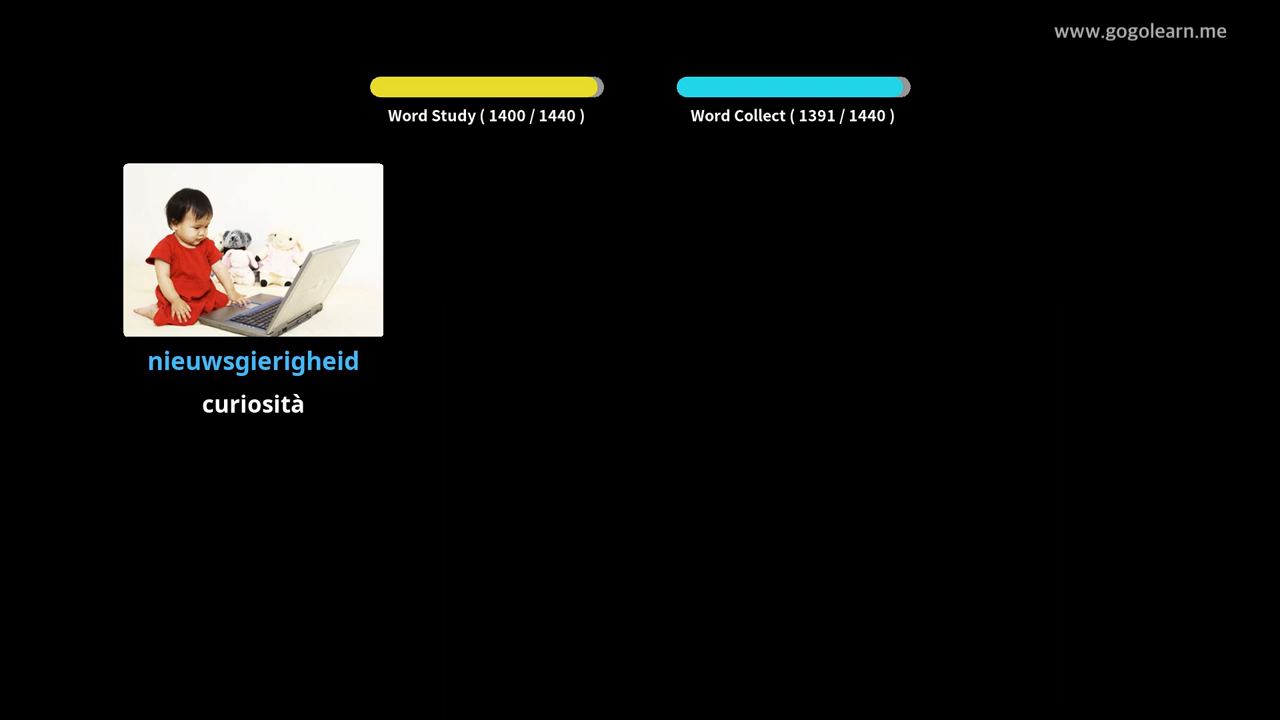 www.gogolearn.me
Word Study ( 1400 / 1440 )
Word Collect ( 1391 / 1440 )
nieuwsgierigheid
curiosità